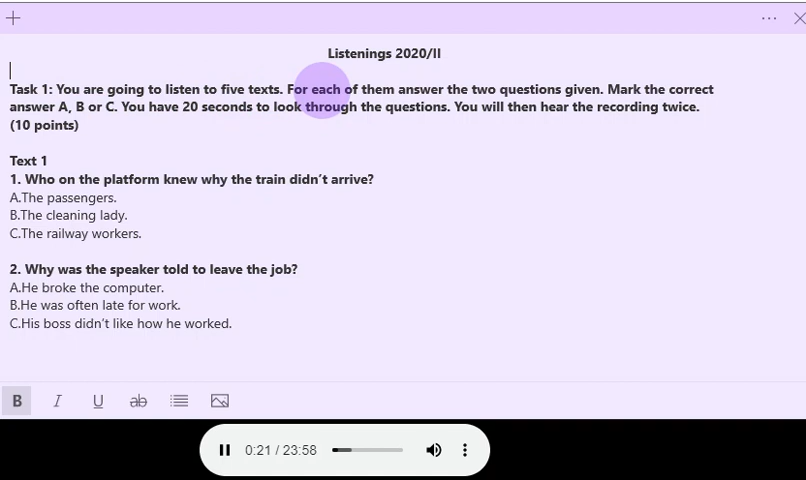 Listenings 2020/II
Task 1: You are going to listen to five texts. For each of them answer the two questions given. Mark the correct
answer A, B or C. You have 20 seconds to look through the questions. You will then hear the recording twice.
(10 points)
Text 1
1. Who on the platform knew why the train didn't arrive?
A.The passengers.
B.The cleaning lady.
C.The railway workers.
2. Why was the speaker told to leave the job?
A.He broke the computer.
B.He was often late for work.
C.His boss didn't like how he worked.
B I U ab
0:21 / 23:58